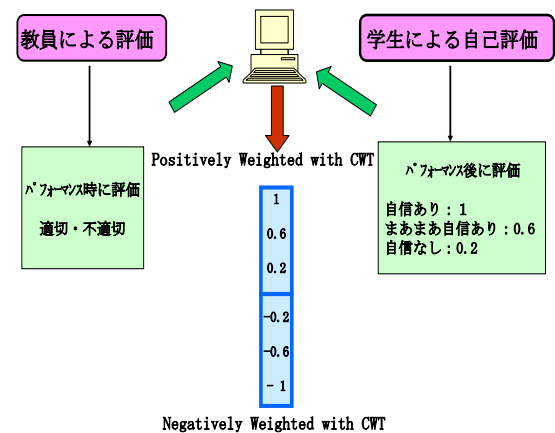 教員による評価
学生による自己評価
ﾊﾟﾌｫｰﾏﾝｽ時に評価
適切・不適切
ﾊﾟﾌｫｰﾏﾝｽ後に評価
自信あり：1
まあまあ自信あり：0.6
自信なし：0.2
Positively Weighted with CWT
1
0.6
0.2
-0.2
-0.6
- 1
Negatively Weighted with CWT